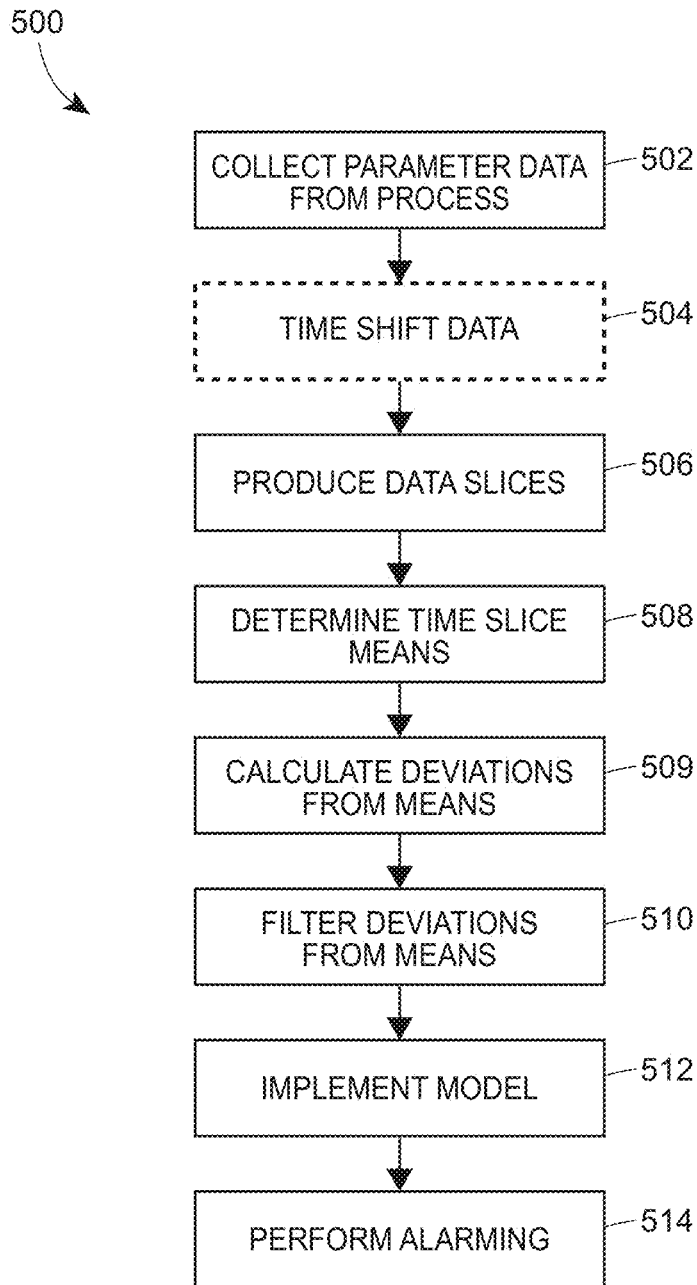 500
COLLECT PARAMETER DATA
FROM PROCESS
502
TIME SHIFT DATA
504
PRODUCE DATA SLICES
506
DETERMINE TIME SLICE
MEANS
508
CALCULATE DEVIATIONS
FROM MEANS
509
FILTER DEVIATIONS
FROM MEANS
510
IMPLEMENT MODEL
512
PERFORM ALARMING
514